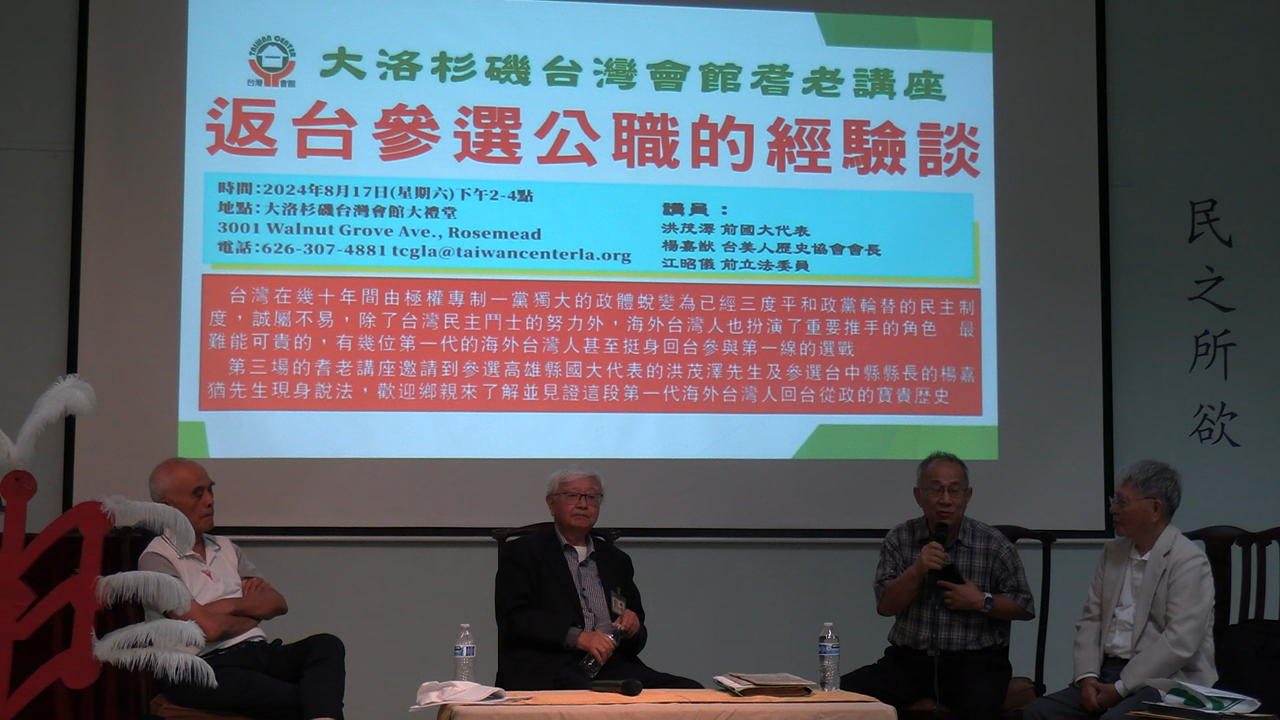 TAIWAN CENTER
台灣 會館
大洛杉磯台灣會館耆老講座
返台參選公職的經驗談
時間：2024年8月17日(星期六)下午2-4點
地點：大洛杉磯台灣會館大禮堂
3001 Walnut Grove Ave., Rosemead
電話：626-307-4881 tcgla@taiwancenterla.org
講員：
洪茂澤 前國大代表
楊嘉猷 台美人歷史協會會長
江昭儀 前立法委員
台灣在幾十年間由極權專制一黨獨大的政體蛻變為已經三度平和政黨輪替的民主制
度，誠屬不易，除了台灣民主鬥士的努力外，海外台灣人也扮演了重要推手的角色 最
難能可貴的，有幾位第一代的海外台灣人甚至挺身回台參與第一線的選戰
第三場的耆老講座邀請到參選高雄縣國大代表的洪茂澤先生及參選台中縣縣長的楊嘉
猶先生現身說法，歡迎鄉親來了解並見證這段第一代海外台灣人回台從政的寶貴歷史
民之所欲